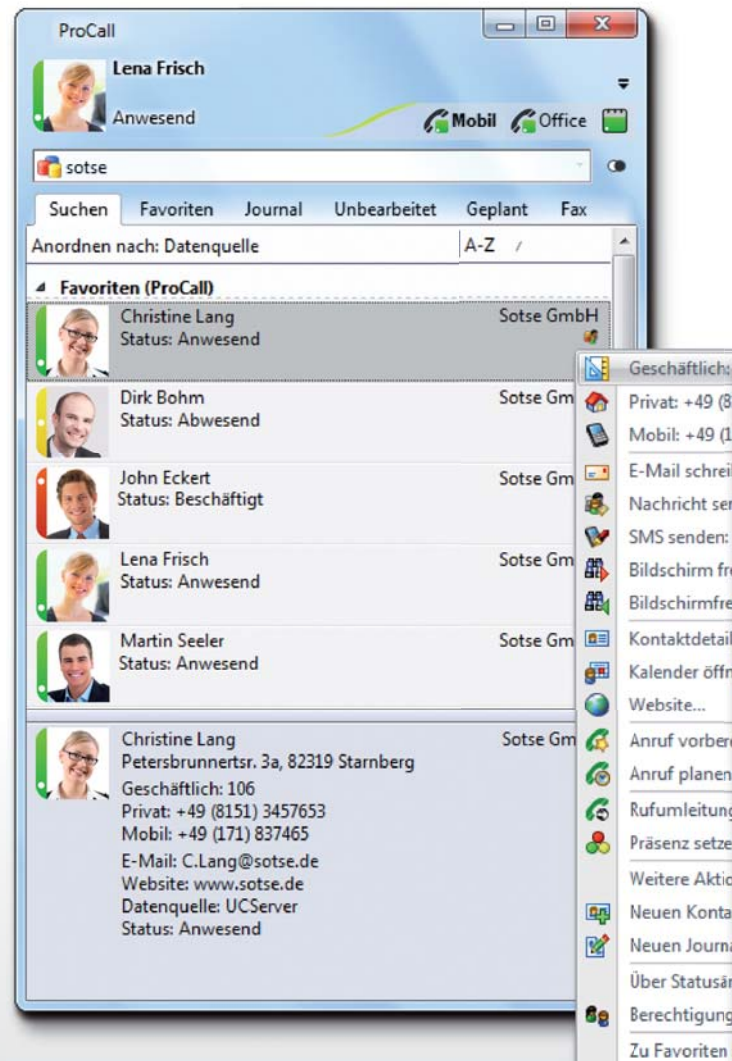 ProCall
Lena Frisch
Anwesend
Mobil Office
sotse
Suchen Favoriten Journal Unbearbeitet Geplant Fax
Anordnen nach: Datenquelle A-Z
Favoriten (ProCall)
Christine Lang Sotse GmbH
Status: Anwesend
Dirk Bohm Sotse Gm
Status: Abwesend
John Eckert Sotse Gm
Status: Beschäftigt
Lena Frisch Sotse Gm
Status: Anwesend
Martin Seeler Sotse Gm
Status: Anwesend
Christine Lang Sotse Gm
Petersbrunnertsr. 3a, 82319 Starnberg
Geschäftlich: 106
Privat: +49 (8151) 3457653
Mobil: +49 (171) 837465
E-Mail: C.Lang@sotse.de
Website: www.sotse.de
Datenquelle: UCServer
Status: Anwesend
Geschäftlich:
Privat: +49 (8
Mobil: +49 (1
E-Mail schreil
Nachricht ser
SMS senden:
Bildschirm fre
Bildschirmfre
Kontaktdetail
Kalender öffn
Website...
Anruf vorbere
Anruf planen
Rufumleitung
Präsenz setze
Weitere Aktio
Neuen Konta
Neuen Journa
Über Statusär
Berechtigung
Zu Favoriten